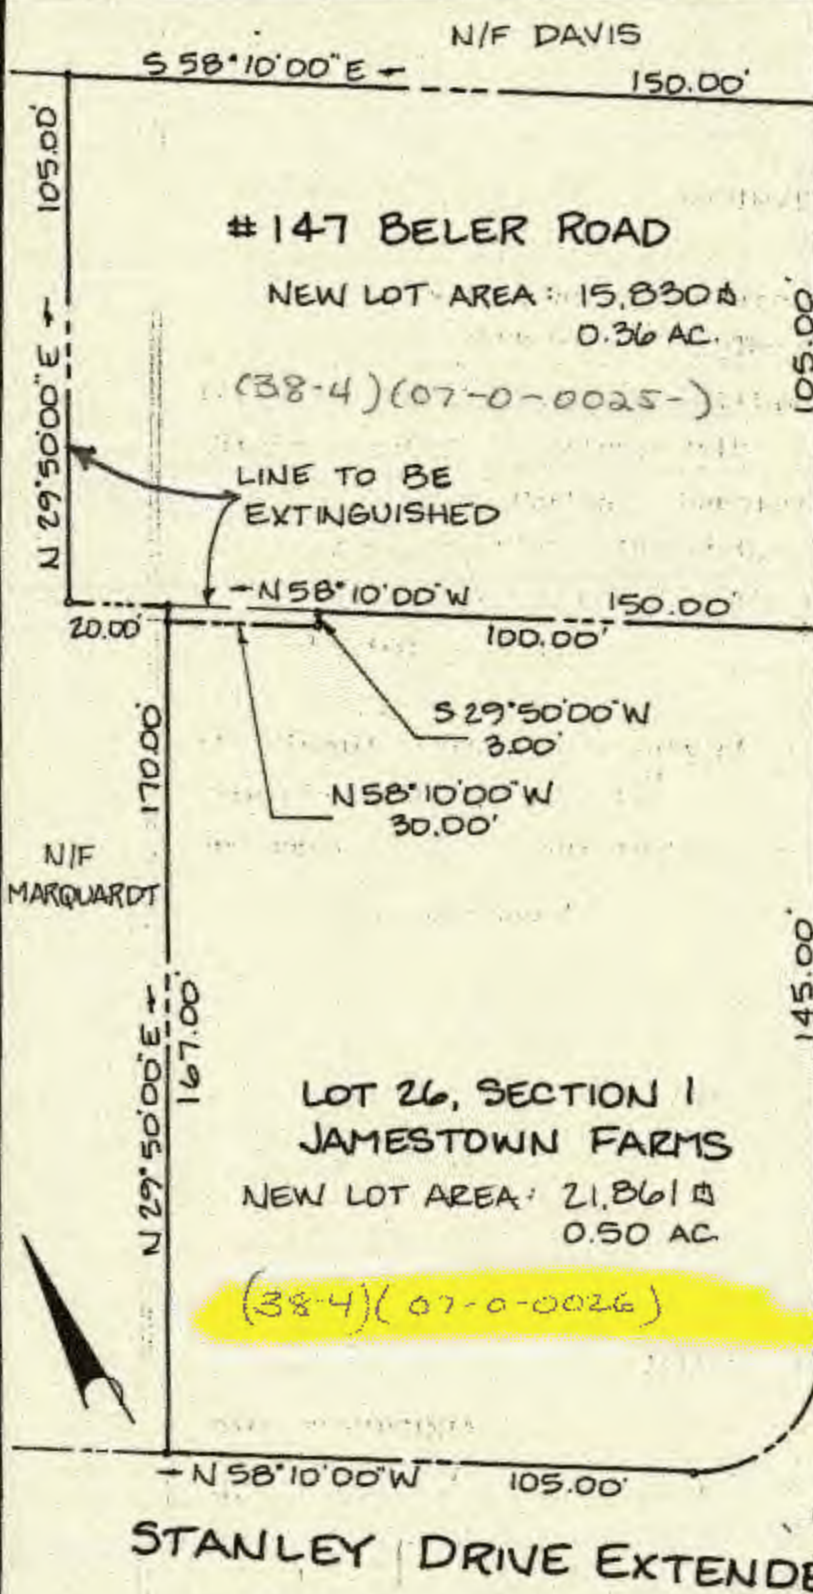 N/F DAVIS
S 58°10'00" E
150.00'
105.00'
N 29°50'00" E
#147 BELER ROAD
NEW LOT AREA: 15,830
0.36 AC.
(38-4)(07-0-0025-)
105.00'
LINE TO BE
EXTINGUISHED
N 58°10'00" W
150.00'
20.00'
100.00'
S 29°50'00" W
3.00'
N 58°10'00" W
30.00'
170.00'
N/F
MARQUARDT
N 29°50'00" E
167.00'
145.00'
LOT 26, SECTION 1
JAMESTOWN FARMS
NEW LOT AREA: 21,861
0.50 AC.
(38-4)(07-0-0026)
N 58°10'00" W
105.00'
STANLEY DRIVE EXTENDE